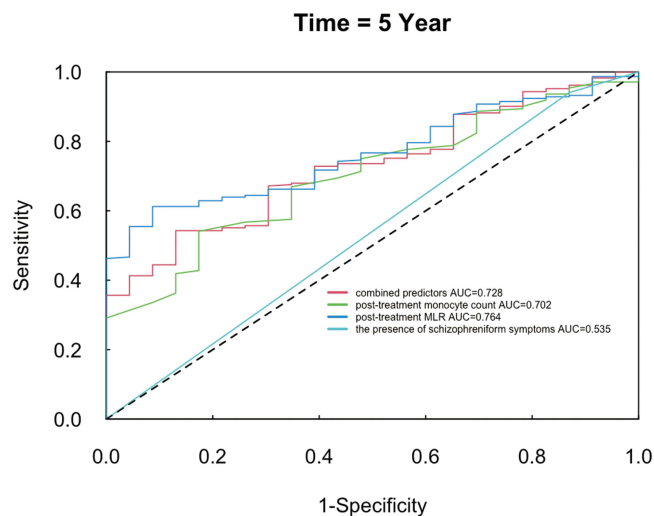 Time = 5 Year
1.0
0.8
0.6
0.4
0.2
0.0
Sensitivity
combined predictors AUC=0.728
post-treatment monocyte count AUC=0.702
post-treatment MLR AUC=0.764
the presence of schizophreniform symptoms AUC=0.535
0.0 0.2 0.4 0.6 0.8 1.0
1-Specificity